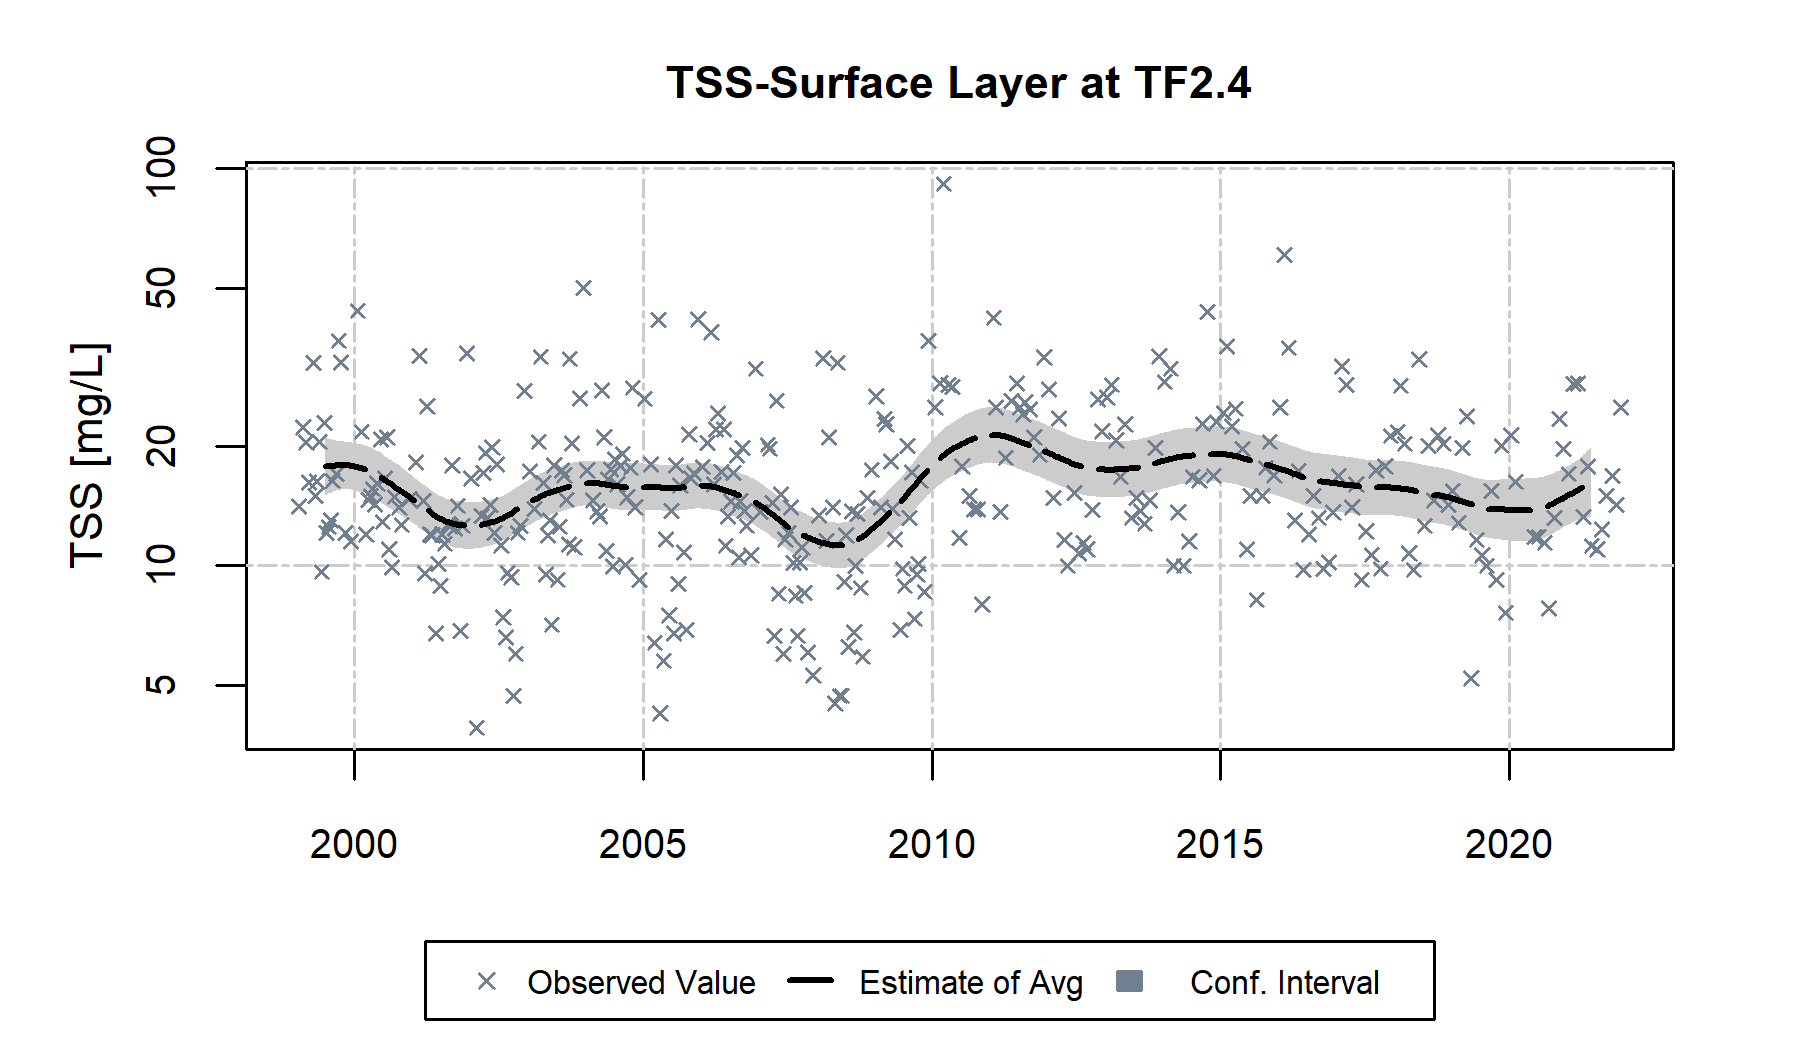 TSS-Surface Layer at TF2.4
TSS [mg/L]
100
50
20
10
5
2000 2005 2010 2015 2020
Observed Value Estimate of Avg Conf. Interval